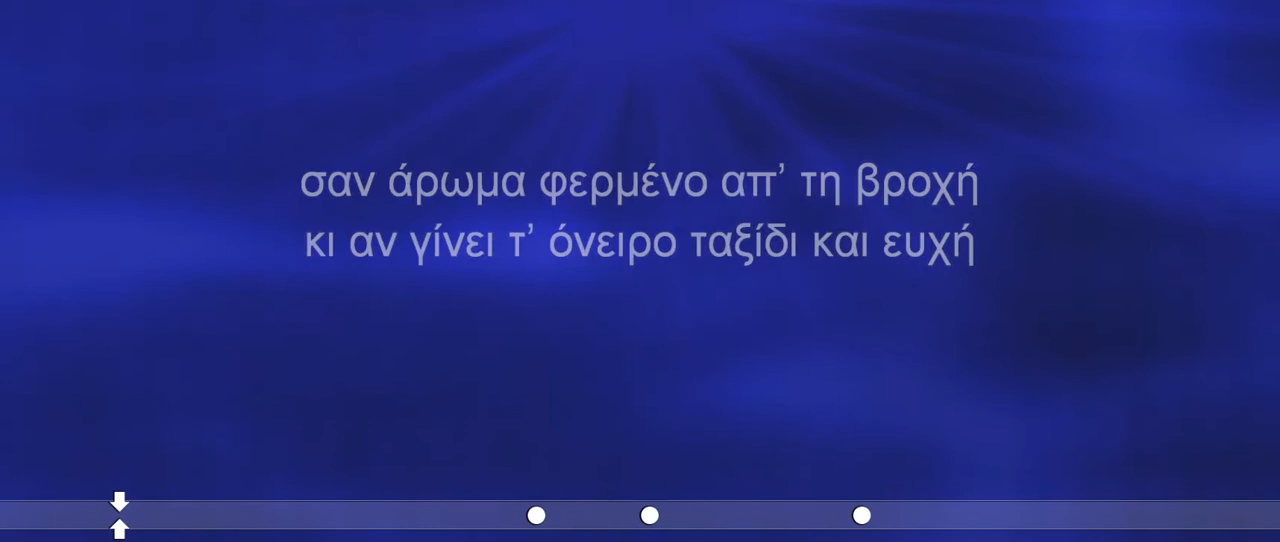 σαν άρωμα φερμένο απ’ τη βροχή
κι αν γίνει τ’ όνειρο ταξίδι και ευχή